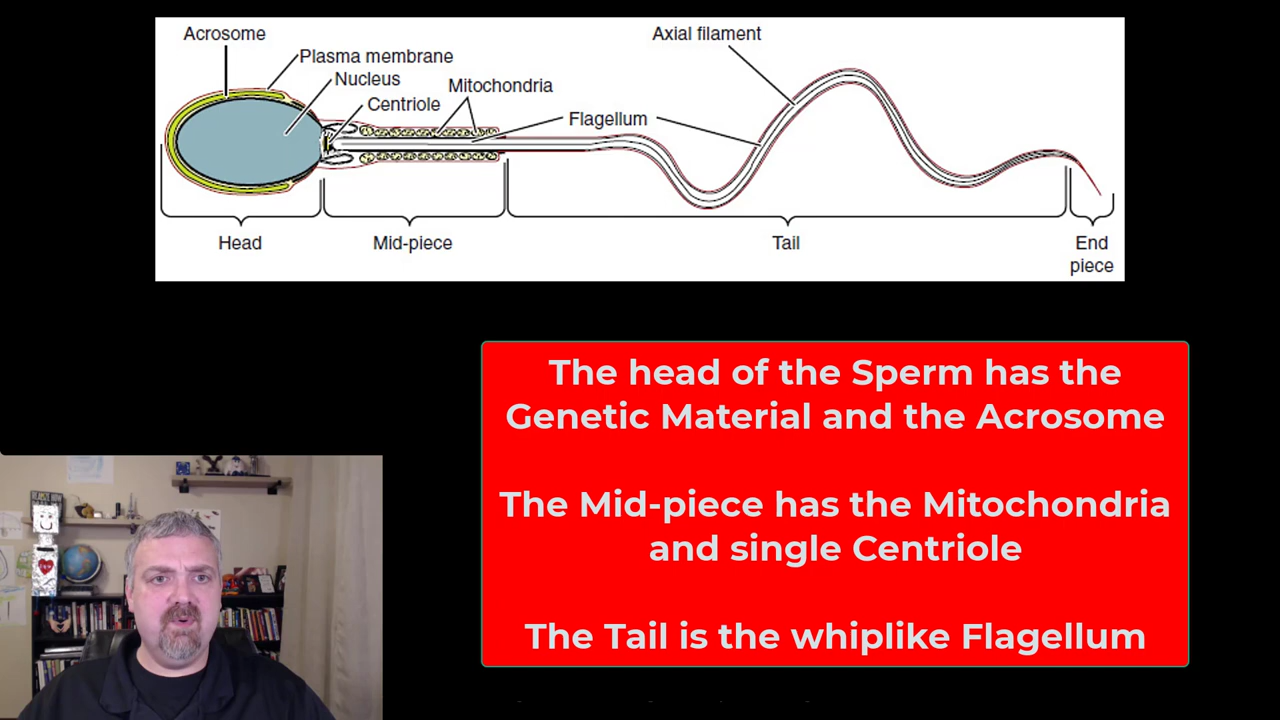 Acrosome
Axial filament
Plasma membrane
Nucleus
Mitochondria
Centriole
Flagellum
Head
Mid-piece
Tail
End
piece
The head of the Sperm has the
Genetic Material and the Acrosome
The Mid-piece has the Mitochondria
and single Centriole
The Tail is the whiplike Flagellum